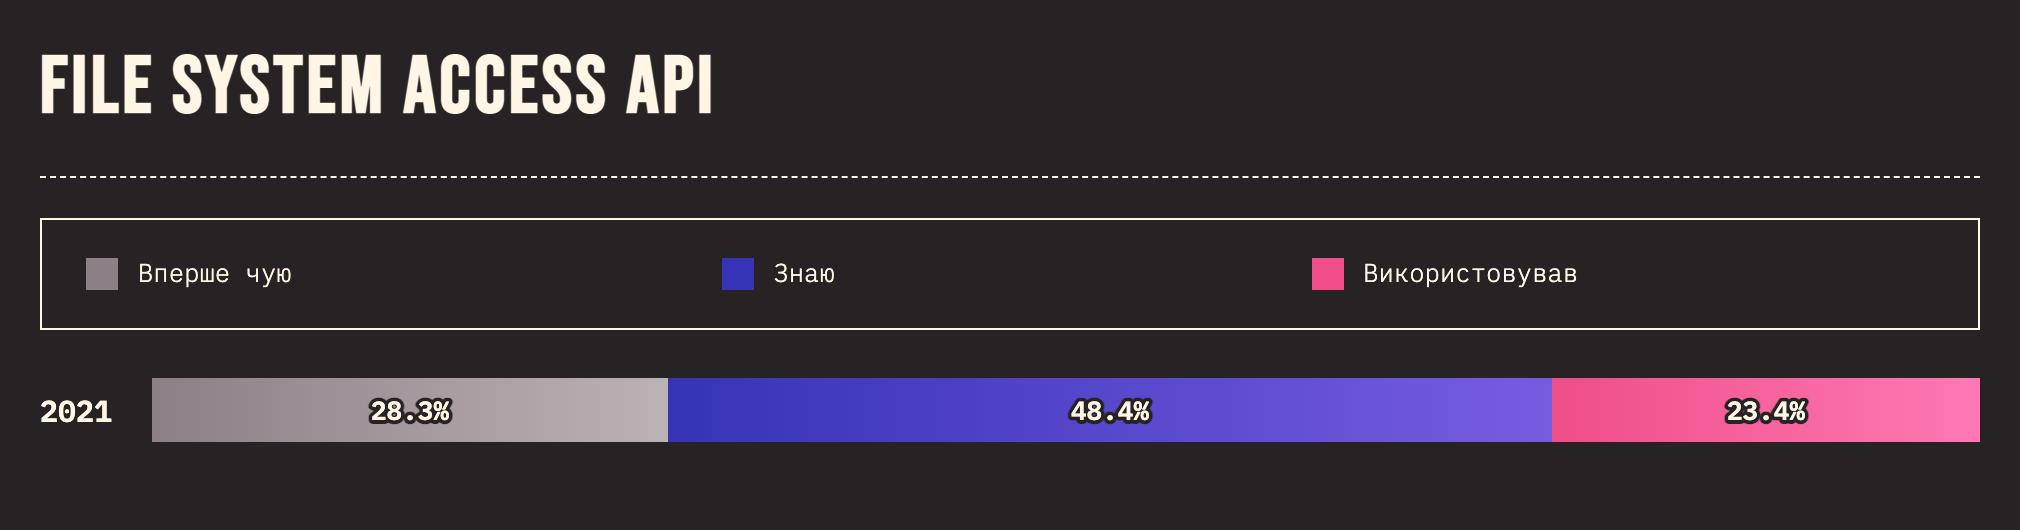 FILE SYSTEM ACCESS API
Вперше чую Знаю Використовував
2021 28.3% 48.4% 23.4%